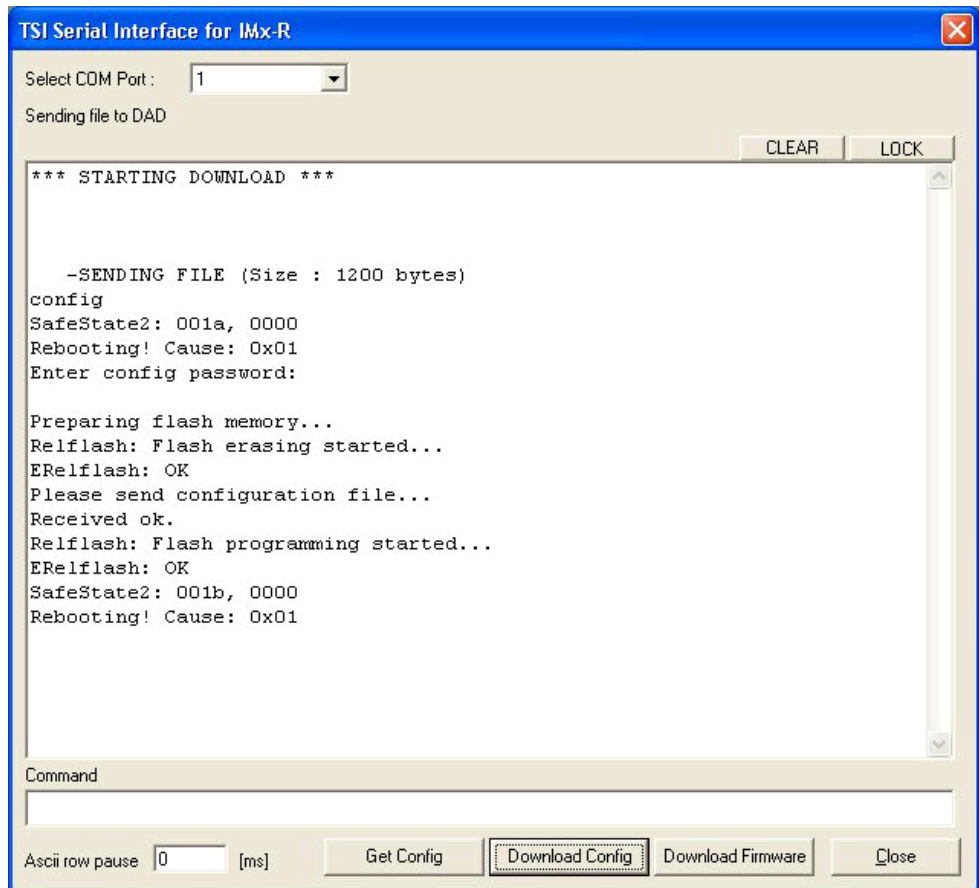 TSI Serial Interface for IMx-R
Select COM Port : 1
Sending file to DAD
CLEAR LOCK
*** STARTING DOWNLOAD ***
-SENDING FILE (Size : 1200 bytes)
config
SafeState2: 001a, 0000
Rebooting! Cause: 0x01
Enter config password:
Preparing flash memory...
Relflash: Flash erasing started...
ERelflash: OK
Please send configuration file...
Received ok.
Relflash: Flash programming started...
ERelflash: OK
SafeState2: 001b, 0000
Rebooting! Cause: 0x01
Command
Ascii row pause 0 [ms] Get Config Download Config Download Firmware Close